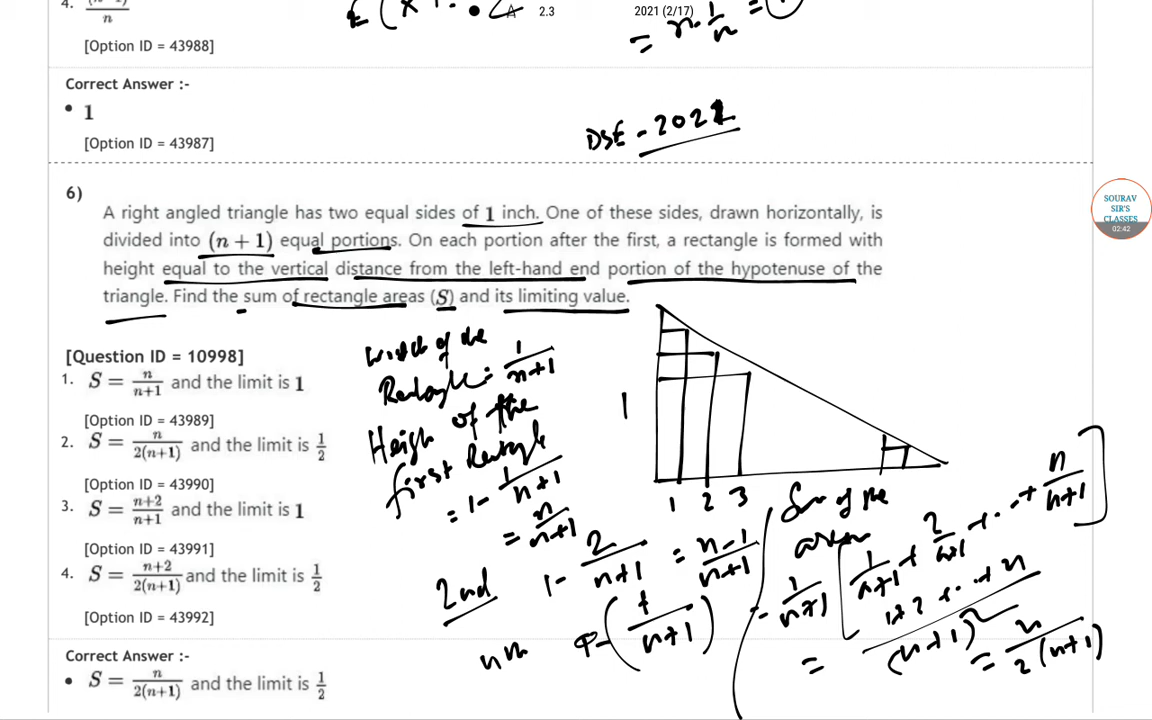 4.
n
2.3
2021 (2/17)
= n · 1/n =
[Option ID = 43988]
Correct Answer :-
• 1
[Option ID = 43987]
DSE - 2021
6)
A right angled triangle has two equal sides of 1 inch. One of these sides, drawn horizontally, is
divided into (n + 1) equal portions. On each portion after the first, a rectangle is formed with
height equal to the vertical distance from the left-hand end portion of the hypotenuse of the
triangle. Find the sum of rectangle areas (S) and its limiting value.
SOURAV
SIR'S
CLASSES
02:42
[Question ID = 10998]
1. S = n/(n+1) and the limit is 1
[Option ID = 43989]
2. S = n/(2(n+1)) and the limit is 1/2
[Option ID = 43990]
3. S = (n+2)/(n+1) and the limit is 1
[Option ID = 43991]
4. S = (n+2)/(2(n+1)) and the limit is 1/2
[Option ID = 43992]
Width of the
Rectangle = 1/(n+1)
Heigh of the
first Rectangle
= 1 - 1/(n+1)
= n/(n+1)
2nd 1 - 2/(n+1) = (n-1)/(n+1)
nth (1/(n+1))
1
1 2 3
Sum of the
area
= 1/(n+1) [1/(n+1) + 2/(n+1) + ... + n/(n+1)]
= (1+2+...+n)/(n+1)² = n/(2(n+1))
Correct Answer :-
• S = n/(2(n+1)) and the limit is 1/2